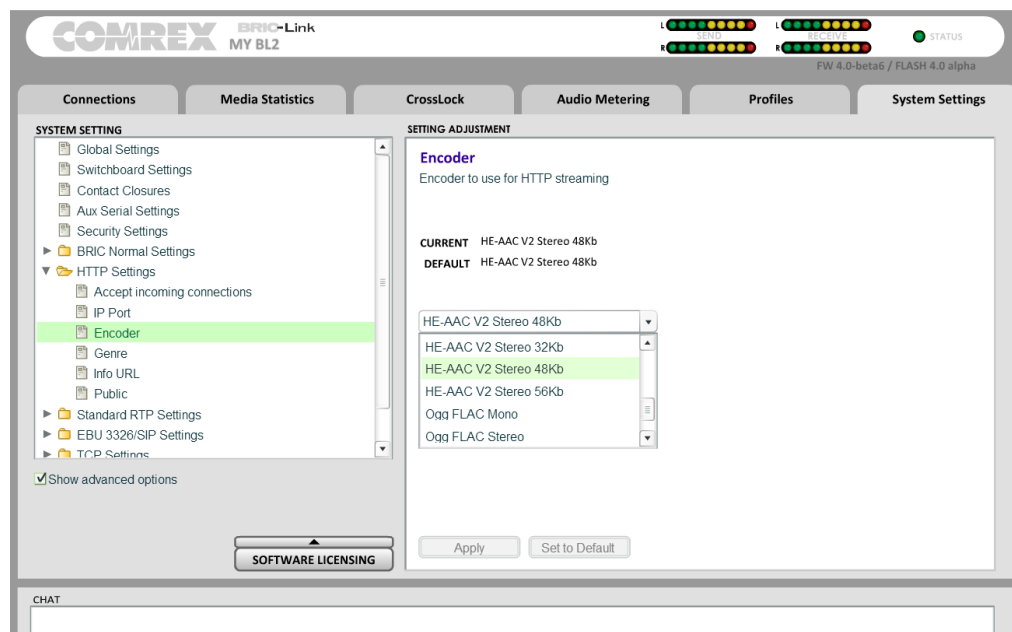 COMREX BRIC-Link
MY BL2
L
SEND
R
L
RECEIVE
R
STATUS
FW 4.0-beta6 / FLASH 4.0 alpha
Connections
Media Statistics
CrossLock
Audio Metering
Profiles
System Settings
SYSTEM SETTING
Global Settings
Switchboard Settings
Contact Closures
Aux Serial Settings
Security Settings
BRIC Normal Settings
HTTP Settings
Accept incoming connections
IP Port
Encoder
Genre
Info URL
Public
Standard RTP Settings
EBU 3326/SIP Settings
TCP Settings
Show advanced options
SOFTWARE LICENSING
SETTING ADJUSTMENT
Encoder
Encoder to use for HTTP streaming
CURRENT HE-AAC V2 Stereo 48Kb
DEFAULT HE-AAC V2 Stereo 48Kb
HE-AAC V2 Stereo 48Kb
HE-AAC V2 Stereo 32Kb
HE-AAC V2 Stereo 48Kb
HE-AAC V2 Stereo 56Kb
Ogg FLAC Mono
Ogg FLAC Stereo
Apply
Set to Default
CHAT